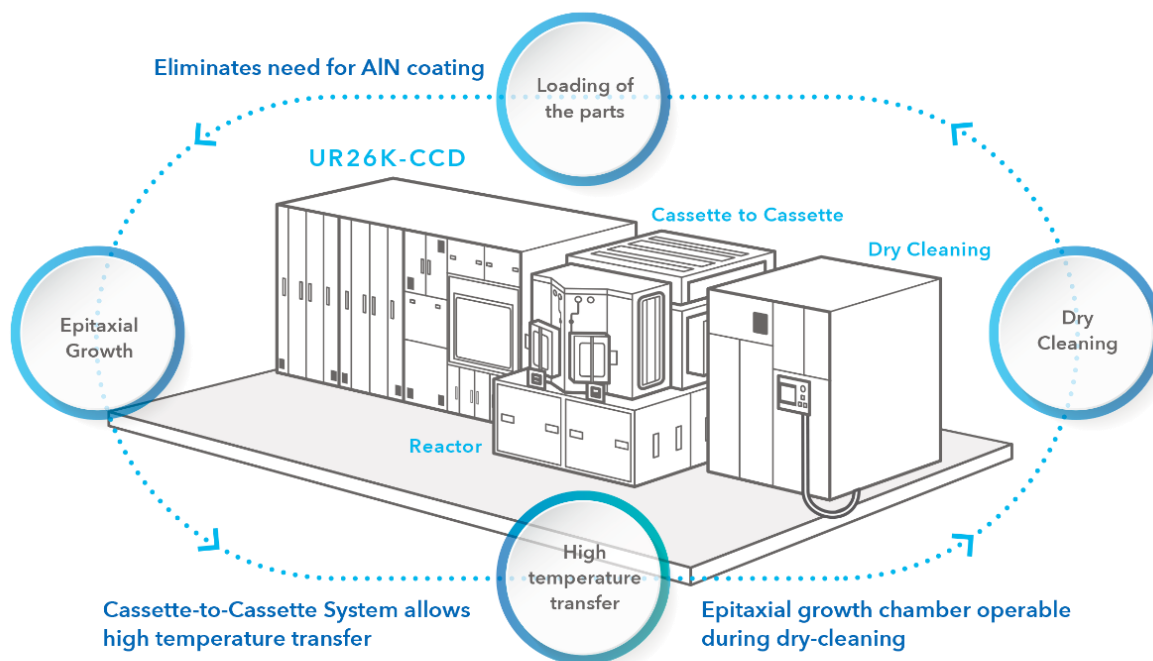 Eliminates need for AlN coating
Loading of
the parts
UR26K-CCD
Cassette to Cassette
Dry Cleaning
Epitaxial
Growth
Dry
Cleaning
Reactor
High
temperature
transfer
Cassette-to-Cassette System allows
high temperature transfer
Epitaxial growth chamber operable
during dry-cleaning